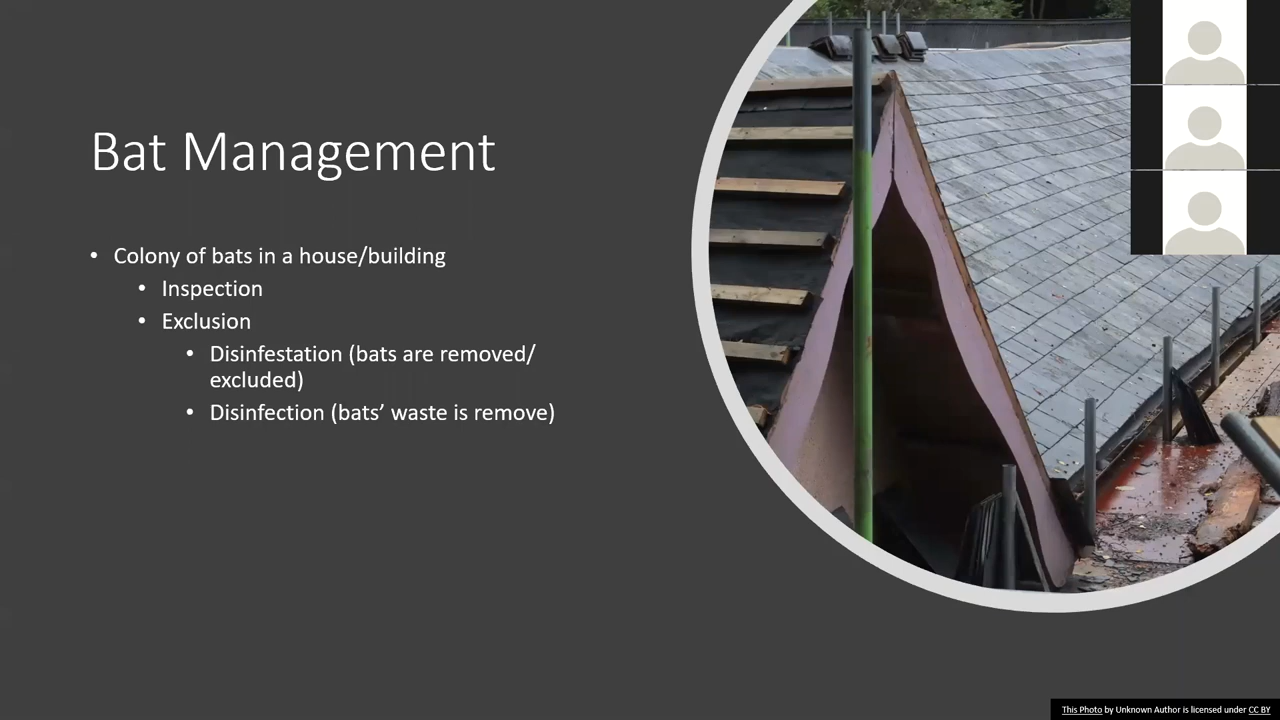 Bat Management
• Colony of bats in a house/building
• Inspection
• Exclusion
• Disinfestation (bats are removed/
excluded)
• Disinfection (bats’ waste is remove)
This Photo by Unknown Author is licensed under CC BY